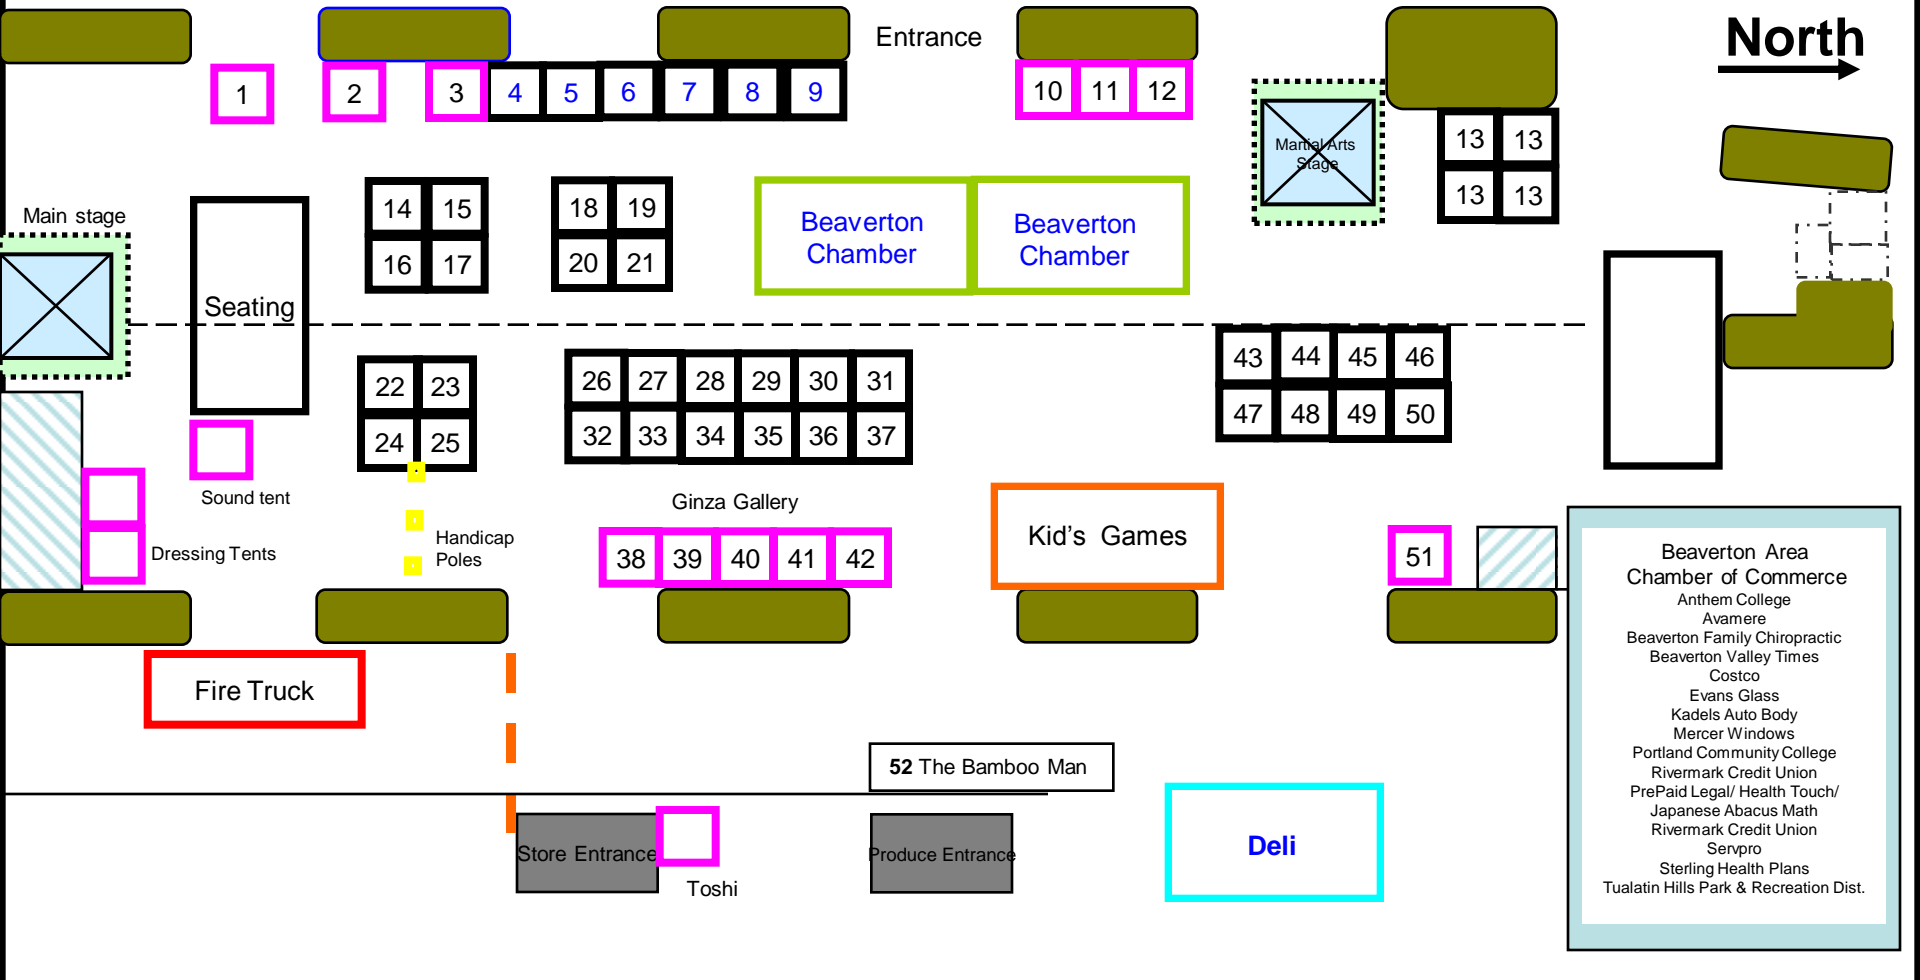 Entrance
North
1
2
3
4
5
6
7
8
9
10
11
12
Martial Arts
Stage
13
13
13
13
Main stage
14
15
16
17
18
19
20
21
Beaverton
Chamber
Beaverton
Chamber
Seating
22
23
24
25
26
27
28
29
30
31
32
33
34
35
36
37
43
44
45
46
47
48
49
50
Sound tent
Dressing Tents
Handicap
Poles
Ginza Gallery
38
39
40
41
42
Kid’s Games
51
Fire Truck
52 The Bamboo Man
Store Entrance
Toshi
Produce Entrance
Deli
Beaverton Area
Chamber of Commerce
Anthem College
Avamere
Beaverton Family Chiropractic
Beaverton Valley Times
Costco
Evans Glass
Kadels Auto Body
Mercer Windows
Portland Community College
Rivermark Credit Union
PrePaid Legal/ Health Touch/
Japanese Abacus Math
Rivermark Credit Union
Servpro
Sterling Health Plans
Tualatin Hills Park & Recreation Dist.